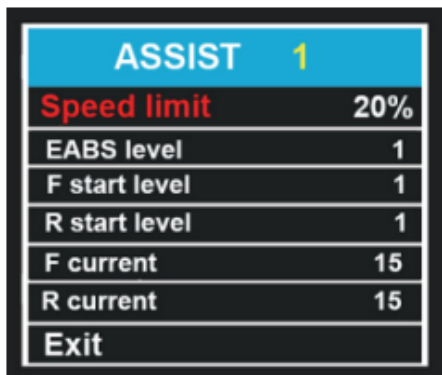 ASSIST 1
Speed limit 20%
EABS level 1
F start level 1
R start level 1
F current 15
R current 15
Exit